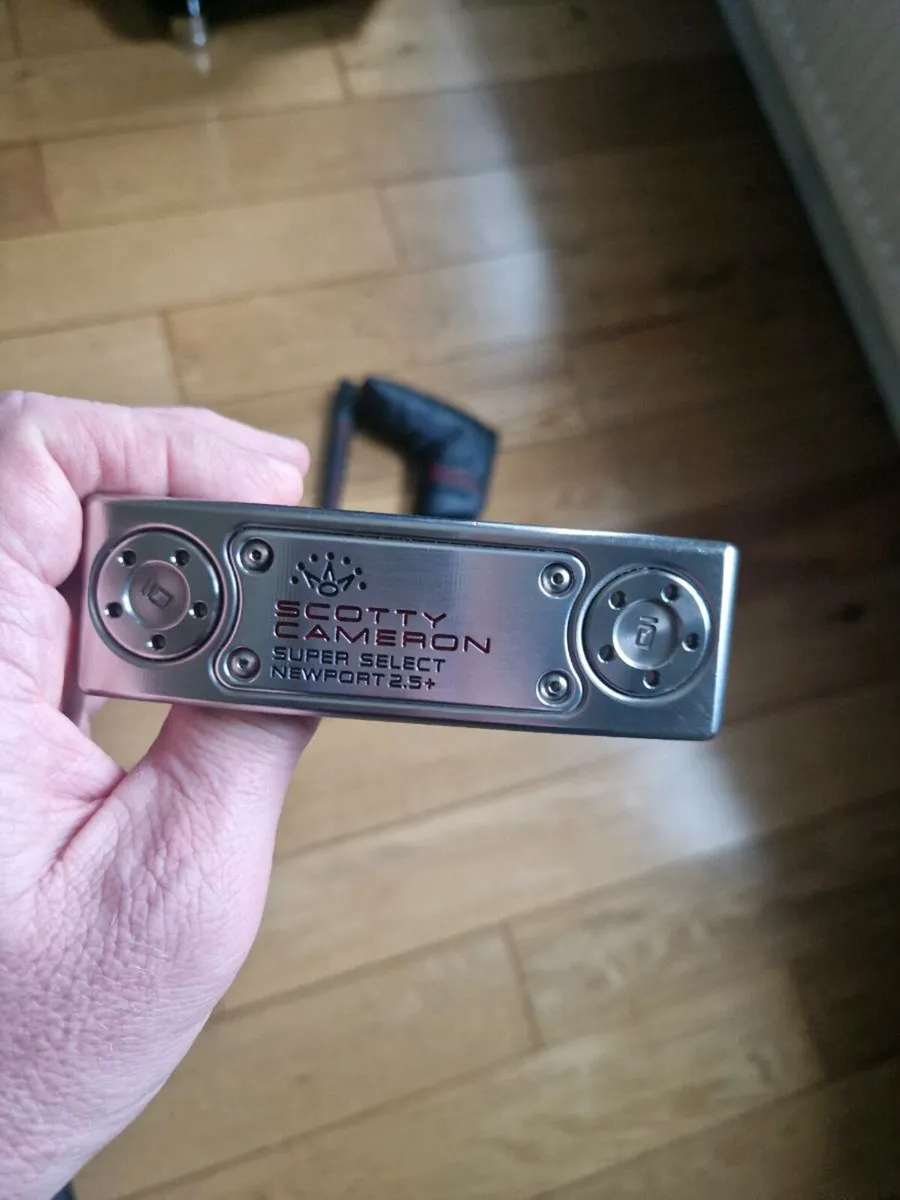 SCOTTY
CAMERON
SUPER SELECT
NEWPORT 2.5+
10
10